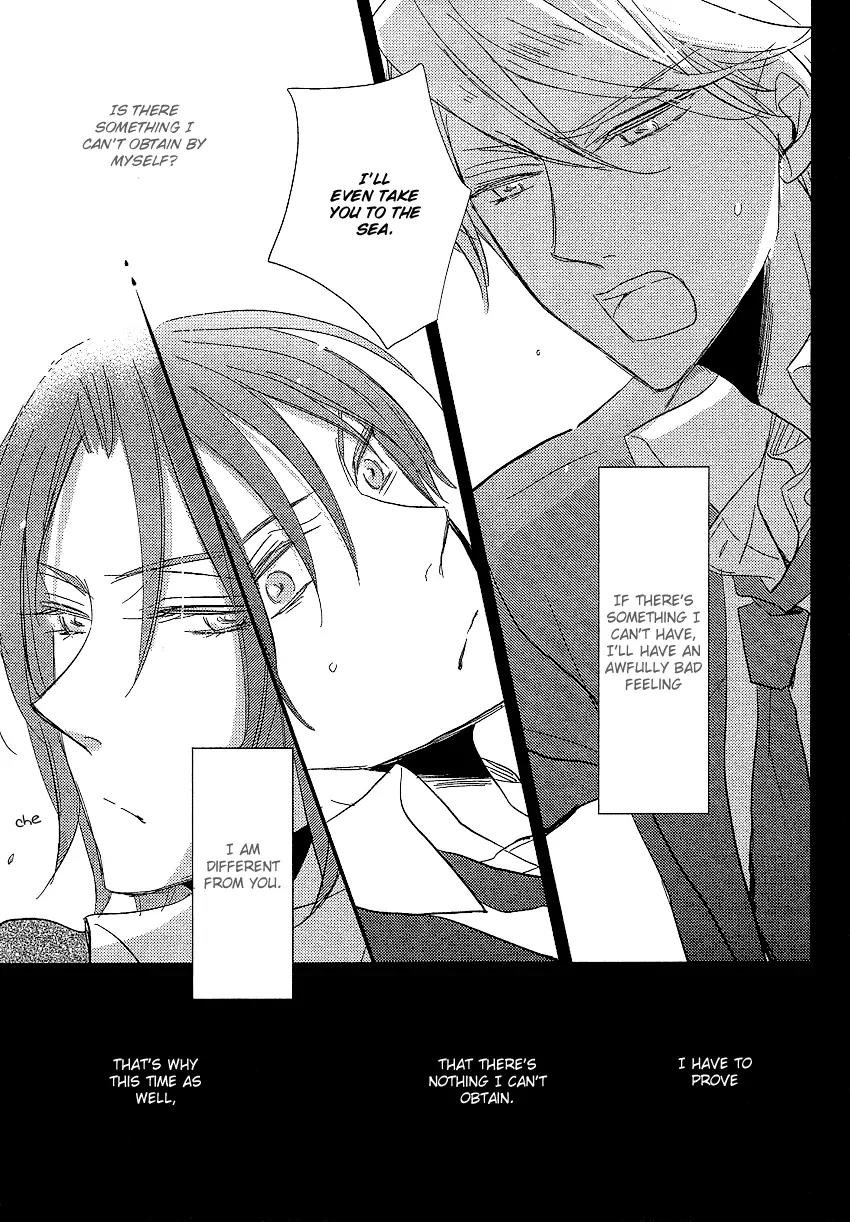 I'LL
EVEN TAKE
YOU TO THE
SEA.
IS THERE
SOMETHING I
CAN'T OBTAIN BY
MYSELF?
IF THERE'S
SOMETHING I
CAN'T HAVE,
I'LL HAVE AN
AWFULLY BAD
FEELING
I AM
DIFFERENT
FROM YOU.
che
I HAVE TO
PROVE
THAT THERE'S
NOTHING I CAN'T
OBTAIN.
THAT'S WHY
THIS TIME AS
WELL,